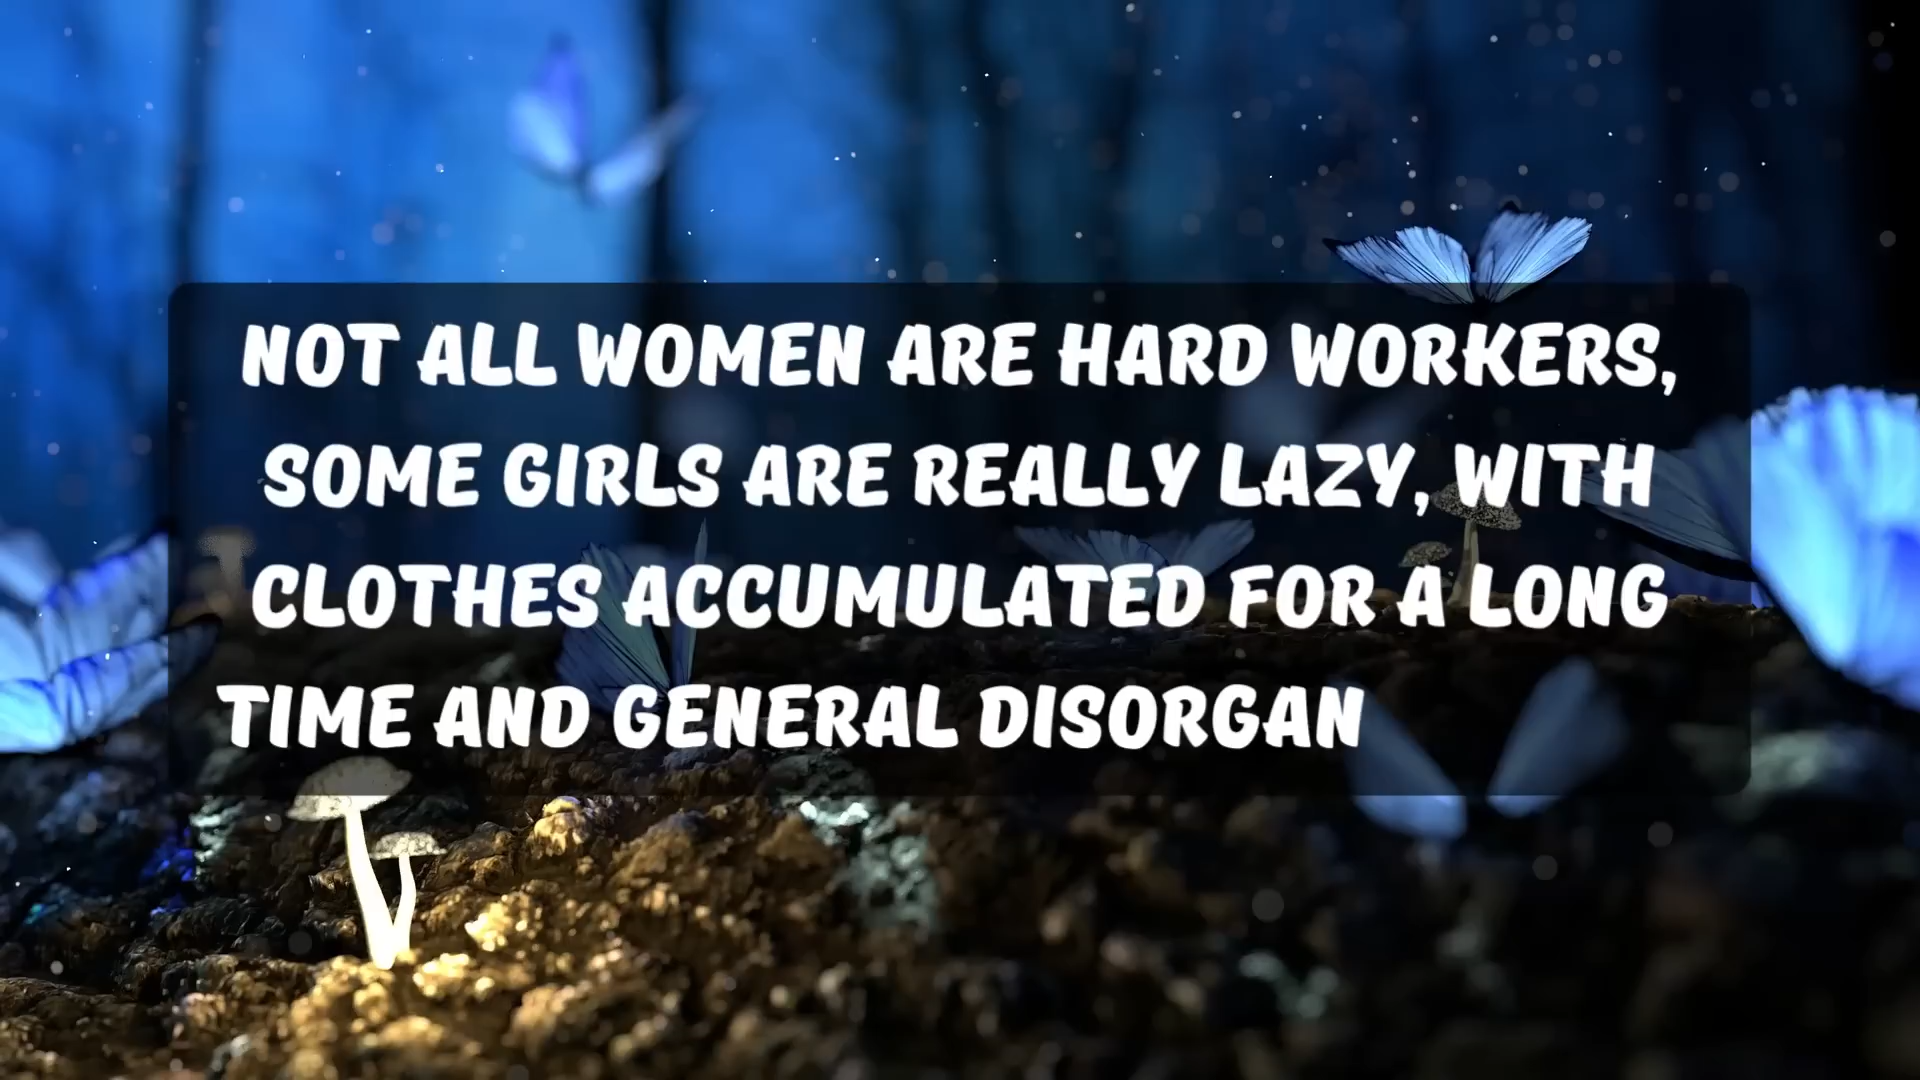 NOT ALL WOMEN ARE HARD WORKERS,
SOME GIRLS ARE REALLY LAZY, WITH
CLOTHES ACCUMULATED FOR A LONG
TIME AND GENERAL DISORGAN